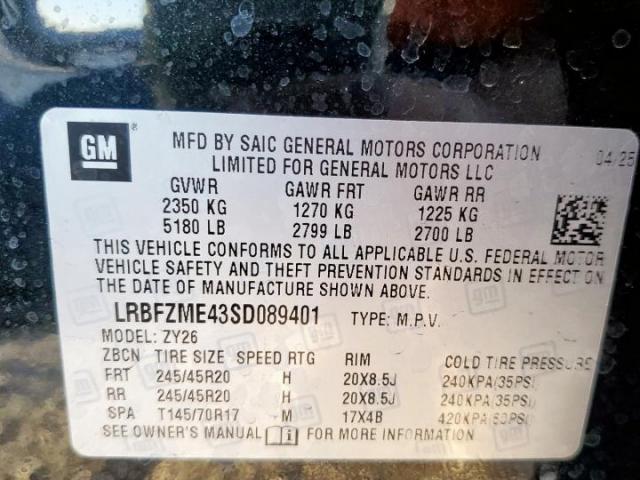 GM
MFD BY SAIC GENERAL MOTORS CORPORATION 04/25
LIMITED FOR GENERAL MOTORS LLC
GVWR GAWR FRT GAWR RR
2350 KG 1270 KG 1225 KG
5180 LB 2799 LB 2700 LB
THIS VEHICLE CONFORMS TO ALL APPLICABLE U.S. FEDERAL MOTOR
VEHICLE SAFETY AND THEFT PREVENTION STANDARDS IN EFFECT ON
THE DATE OF MANUFACTURE SHOWN ABOVE.
LRBFZME43SD089401 TYPE: M.P.V.
MODEL: ZY26
ZBCN TIRE SIZE SPEED RTG RIM COLD TIRE PRESSURE
FRT 245/45R20 H 20X8.5J 240KPA/35PSI
RR 245/45R20 H 20X8.5J 240KPA/35PSI
SPA T145/70R17 M 17X4B 420KPA/60PSI
SEE OWNER'S MANUAL FOR MORE INFORMATION